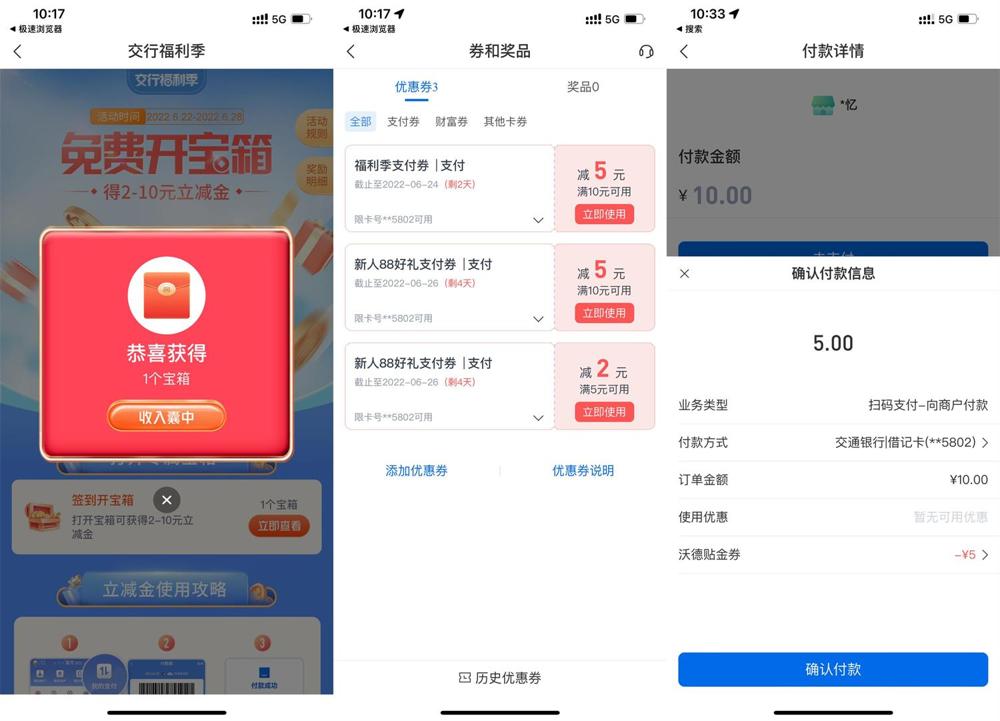 10:17
5G
极速浏览器
交行福利季
交行福利季
活动时间 2022.6.22-2022.6.28
活动
规则
免费开宝箱
奖励
明细
得2-10元立减金
恭喜获得
1个宝箱
收入囊中
签到开宝箱
打开宝箱可获得2-10元立
减金
1个宝箱
立即查看
立减金使用攻略
1
2
3
我的支付
付款成功
10:17
5G
极速浏览器
券和奖品
优惠券3
奖品0
全部
支付券
财富券
其他卡券
福利季支付券 | 支付
截止至2022-06-24 (剩2天)
限卡号**5802可用
减 5 元
满10元可用
立即使用
新人88好礼支付券 | 支付
截止至2022-06-26 (剩4天)
限卡号**5802可用
减 5 元
满10元可用
立即使用
新人88好礼支付券 | 支付
截止至2022-06-26 (剩4天)
限卡号**5802可用
减 2 元
满5元可用
立即使用
添加优惠券
优惠券说明
历史优惠券
10:33
5G
搜索
付款详情
*忆
付款金额
¥ 10.00
确认付款信息
5.00
业务类型
扫码支付-向商户付款
付款方式
交通银行|借记卡(**5802)
订单金额
¥10.00
使用优惠
暂无可用优惠
沃德贴金券
-¥5
确认付款